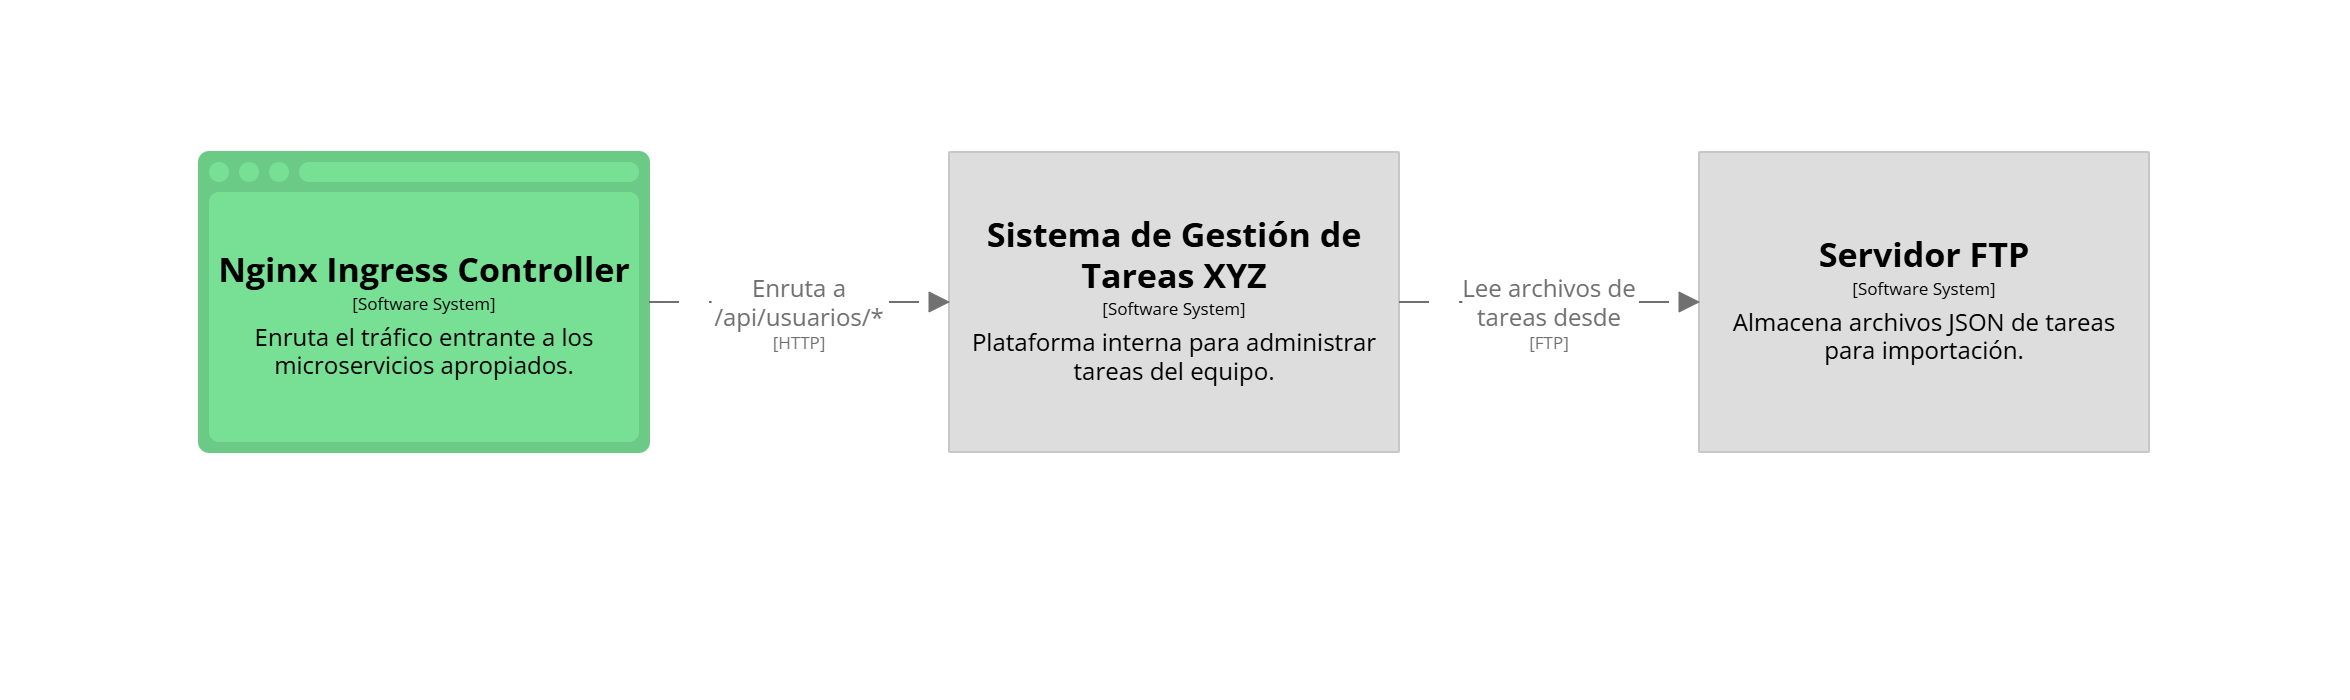 Nginx Ingress Controller
[Software System]
Enruta el tráfico entrante a los
microservicios apropiados.
Enruta a
/api/usuarios/*
[HTTP]
Sistema de Gestión de
Tareas XYZ
[Software System]
Plataforma interna para administrar
tareas del equipo.
Lee archivos de
tareas desde
[FTP]
Servidor FTP
[Software System]
Almacena archivos JSON de tareas
para importación.